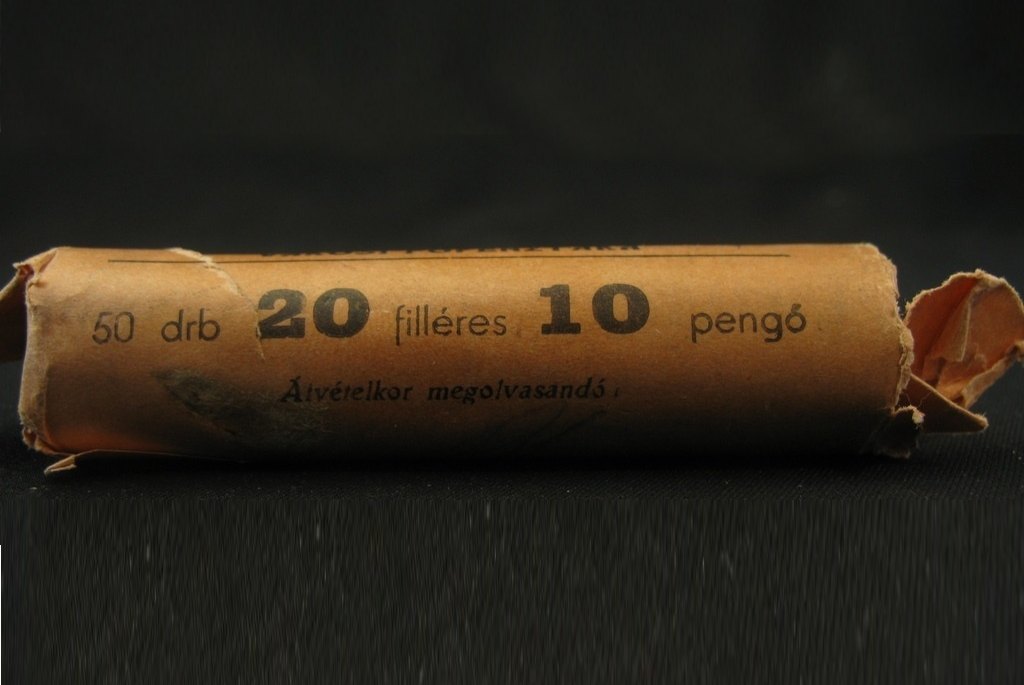 50 drb 20 filléres 10 pengő
Átvételkor megolvasandó.